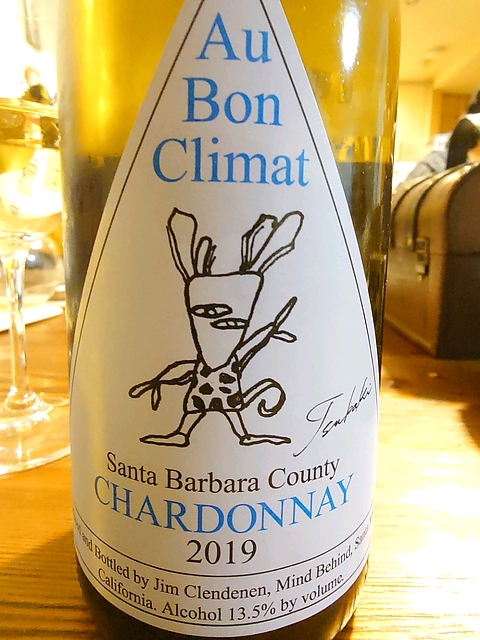 Au
Bon
Climat
Tsubaki
Santa Barbara County
CHARDONNAY
2019
and Bottled by Jim Clendenen, Mind Behind,
California. Alcohol 13.5% by volume.